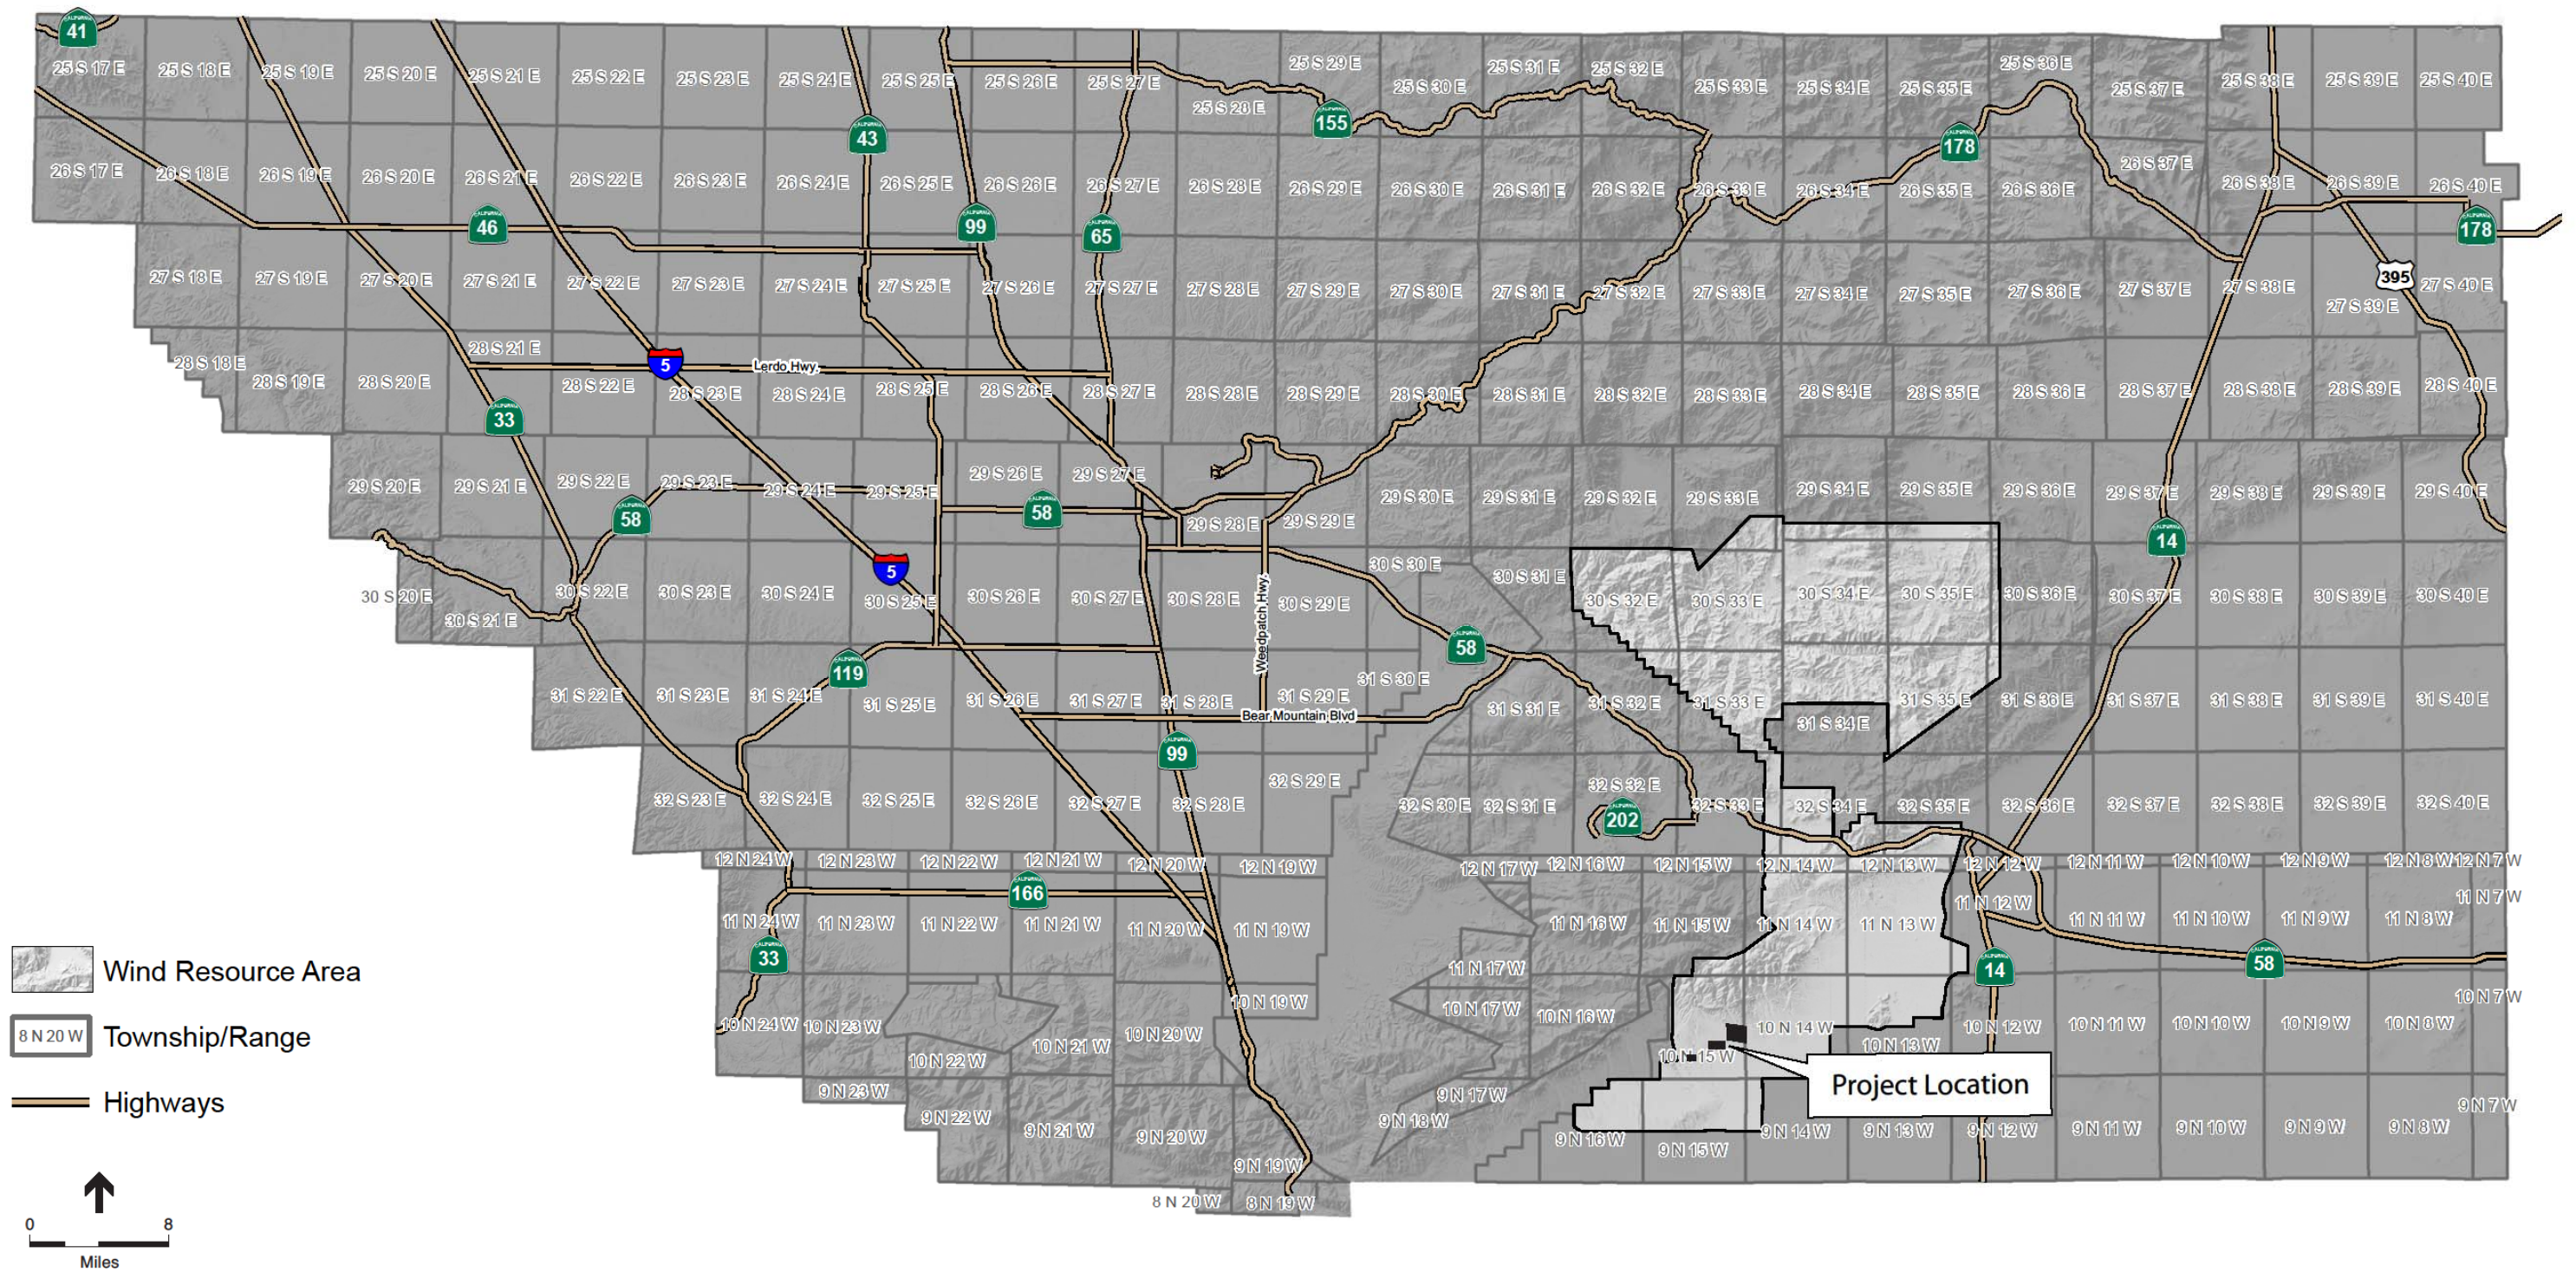 41
25 S 17 E
25 S 18 E
25 S 19 E
25 S 20 E
25 S 21 E
25 S 22 E
25 S 23 E
25 S 24 E
25 S 25 E
25 S 26 E
25 S 27 E
25 S 28 E
25 S 29 E
25 S 30 E
25 S 31 E
25 S 32 E
25 S 33 E
25 S 34 E
25 S 35 E
25 S 36 E
25 S 37 E
25 S 38 E
25 S 39 E
25 S 40 E
CALIFORNIA 43
CALIFORNIA 155
CALIFORNIA 178
26 S 17 E
26 S 18 E
26 S 19 E
26 S 20 E
26 S 21 E
26 S 22 E
26 S 23 E
26 S 24 E
26 S 25 E
26 S 26 E
26 S 27 E
26 S 28 E
26 S 29 E
26 S 30 E
26 S 31 E
26 S 32 E
26 S 33 E
26 S 34 E
26 S 35 E
26 S 36 E
26 S 37 E
26 S 38 E
26 S 39 E
26 S 40 E
CALIFORNIA 46
CALIFORNIA 99
CALIFORNIA 65
CALIFORNIA 178
27 S 18 E
27 S 19 E
27 S 20 E
27 S 21 E
27 S 22 E
27 S 23 E
27 S 24 E
27 S 25 E
27 S 26 E
27 S 27 E
27 S 28 E
27 S 29 E
27 S 30 E
27 S 31 E
27 S 32 E
27 S 33 E
27 S 34 E
27 S 35 E
27 S 36 E
27 S 37 E
27 S 38 E
27 S 39 E
395
27 S 40 E
28 S 18 E
28 S 19 E
28 S 20 E
28 S 21 E
28 S 22 E
5
28 S 23 E
Lerdo Hwy.
28 S 24 E
28 S 25 E
28 S 26 E
28 S 27 E
28 S 28 E
28 S 29 E
28 S 30 E
28 S 31 E
28 S 32 E
28 S 33 E
28 S 34 E
28 S 35 E
28 S 36 E
28 S 37 E
28 S 38 E
28 S 39 E
28 S 40 E
CALIFORNIA 33
29 S 20 E
29 S 21 E
29 S 22 E
29 S 23 E
29 S 24 E
29 S 25 E
29 S 26 E
29 S 27 E
29 S 28 E
29 S 29 E
29 S 30 E
29 S 31 E
29 S 32 E
29 S 33 E
29 S 34 E
29 S 35 E
29 S 36 E
29 S 37 E
29 S 38 E
29 S 39 E
29 S 40 E
CALIFORNIA 58
CALIFORNIA 58
CALIFORNIA 14
5
30 S 20 E
30 S 21 E
30 S 22 E
30 S 23 E
30 S 24 E
30 S 25 E
30 S 26 E
30 S 27 E
30 S 28 E
Weedpatch Hwy.
30 S 29 E
30 S 30 E
30 S 31 E
30 S 32 E
30 S 33 E
30 S 34 E
30 S 35 E
30 S 36 E
30 S 37 E
30 S 38 E
30 S 39 E
30 S 40 E
CALIFORNIA 119
CALIFORNIA 58
31 S 22 E
31 S 23 E
31 S 24 E
31 S 25 E
31 S 26 E
31 S 27 E
31 S 28 E
31 S 29 E
31 S 30 E
31 S 31 E
31 S 32 E
31 S 33 E
31 S 34 E
31 S 35 E
31 S 36 E
31 S 37 E
31 S 38 E
31 S 39 E
31 S 40 E
Bear Mountain Blvd
CALIFORNIA 99
32 S 23 E
32 S 24 E
32 S 25 E
32 S 26 E
32 S 27 E
32 S 28 E
32 S 29 E
32 S 30 E
32 S 31 E
32 S 32 E
CALIFORNIA 202
32 S 33 E
32 S 34 E
32 S 35 E
32 S 36 E
32 S 37 E
32 S 38 E
32 S 39 E
32 S 40 E
12 N 24 W
12 N 23 W
12 N 22 W
12 N 21 W
12 N 20 W
12 N 19 W
12 N 17 W
12 N 16 W
12 N 15 W
12 N 14 W
12 N 13 W
12 N 12 W
12 N 11 W
12 N 10 W
12 N 9 W
12 N 8 W
12 N 7 W
CALIFORNIA 166
11 N 24 W
11 N 23 W
11 N 22 W
11 N 21 W
11 N 20 W
11 N 19 W
11 N 17 W
11 N 16 W
11 N 15 W
11 N 14 W
11 N 13 W
11 N 12 W
11 N 11 W
11 N 10 W
11 N 9 W
11 N 8 W
11 N 7 W
CALIFORNIA 33
CALIFORNIA 14
CALIFORNIA 58
10 N 24 W
10 N 23 W
10 N 22 W
10 N 21 W
10 N 20 W
10 N 19 W
10 N 17 W
10 N 16 W
10 N 15 W
10 N 14 W
10 N 13 W
10 N 12 W
10 N 11 W
10 N 10 W
10 N 9 W
10 N 8 W
10 N 7 W
Project Location
9 N 23 W
9 N 22 W
9 N 21 W
9 N 20 W
9 N 19 W
9 N 18 W
9 N 17 W
9 N 16 W
9 N 15 W
9 N 14 W
9 N 13 W
9 N 12 W
9 N 11 W
9 N 10 W
9 N 9 W
9 N 8 W
9 N 7 W
8 N 20 W
8 N 19 W
Wind Resource Area
8 N 20 W
Township/Range
Highways
0 8
Miles